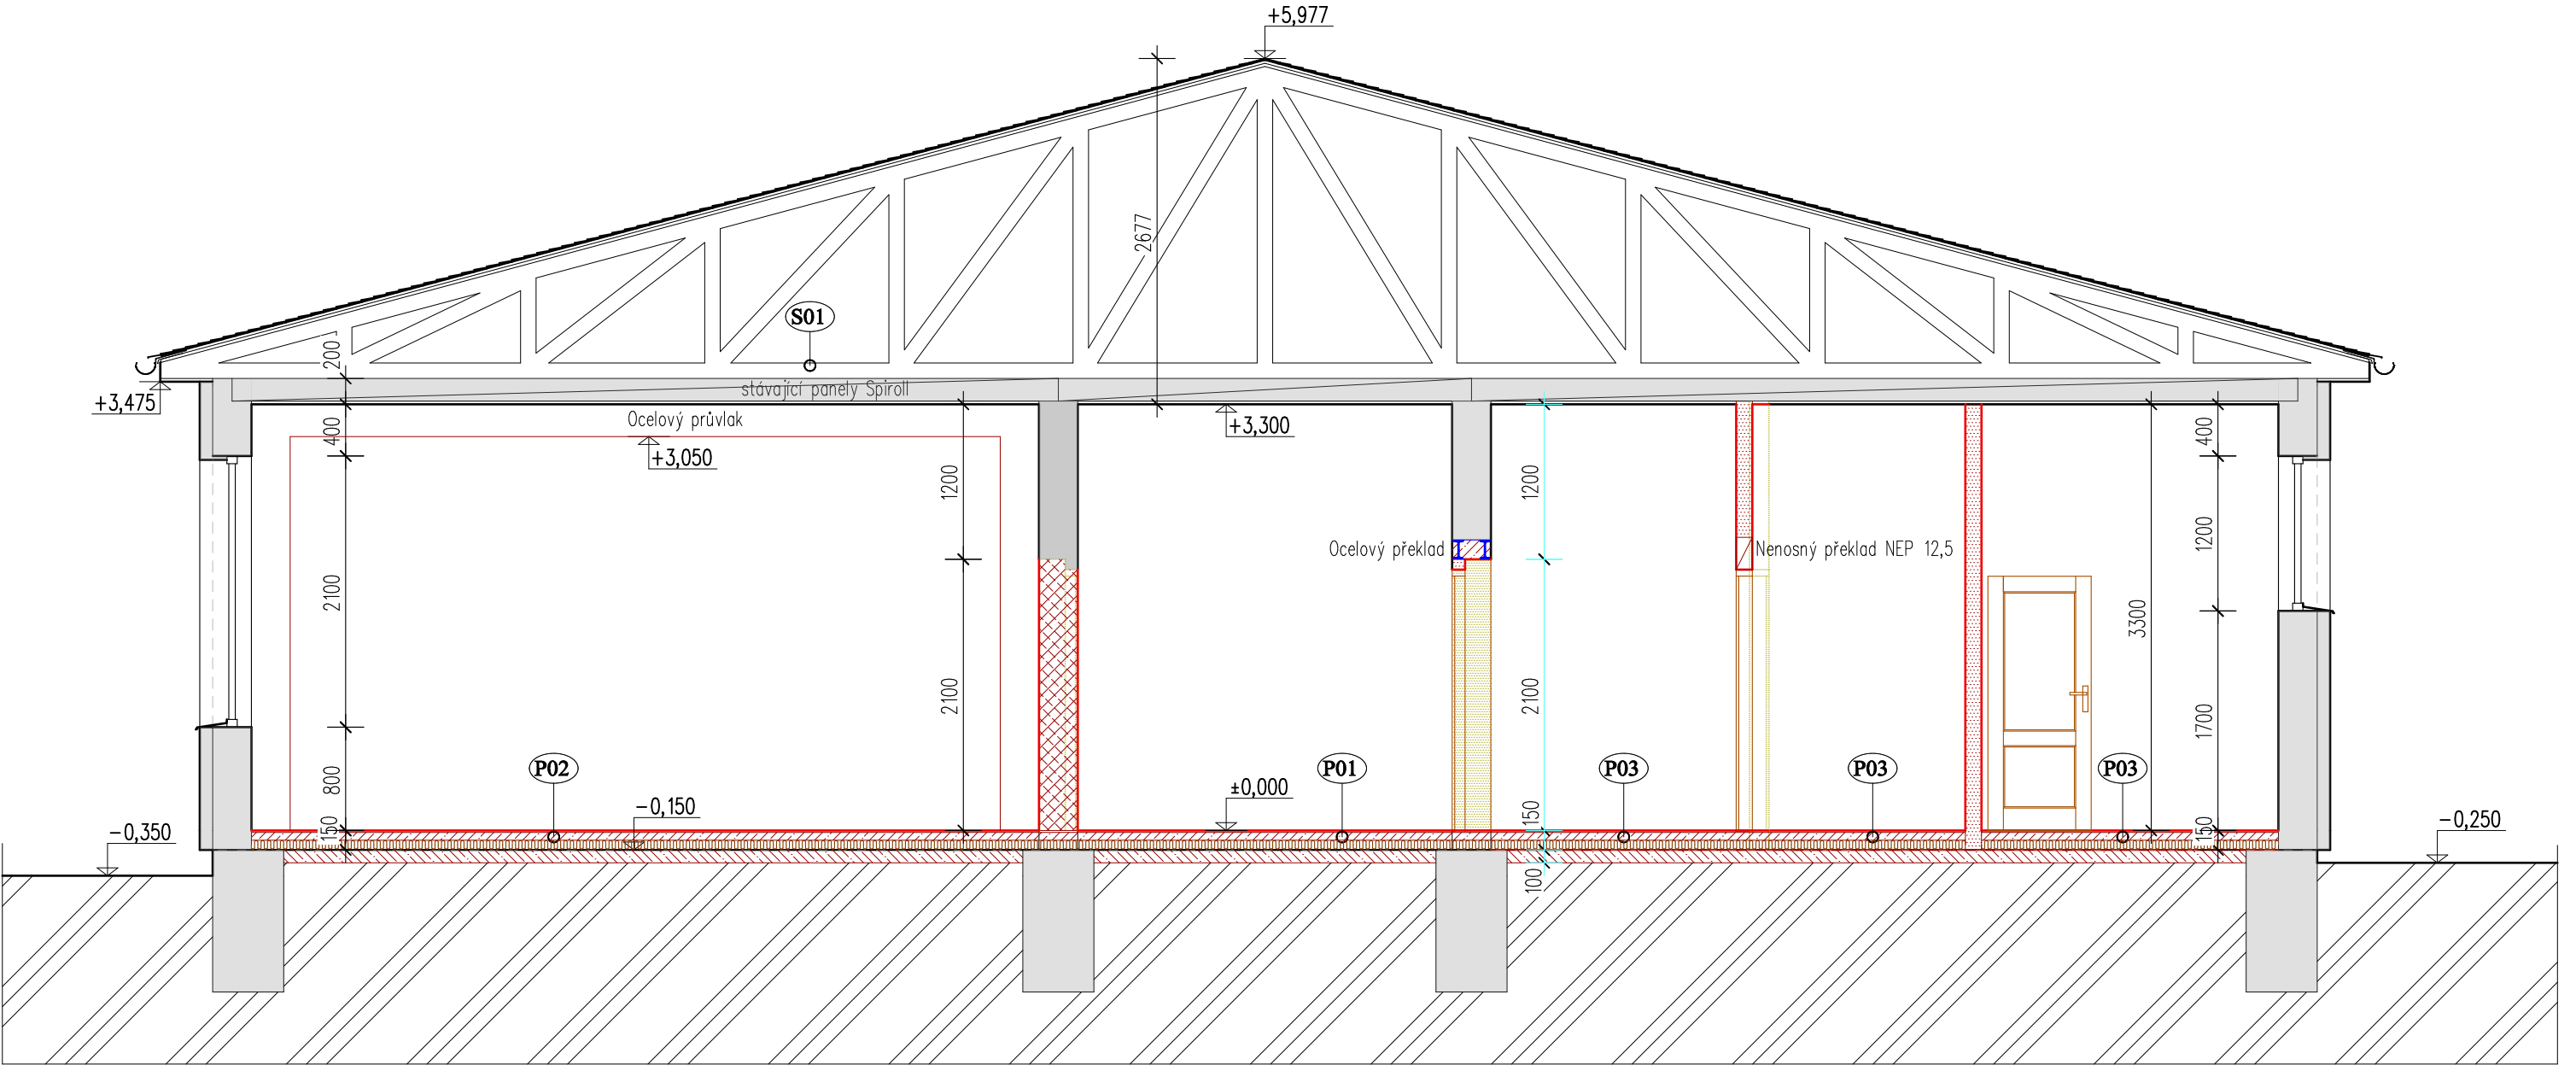 +5,977
2677
S01
200
stávající panely Spiroll
+3,475
Ocelový průvlak
+3,050
+3,300
400
400
1200
1200
1200
Ocelový překlad
Nenosný překlad NEP 12,5
2100
3300
2100
2100
1700
P02
P01
P03
P03
P03
800
±0,000
-0,150
150
150
150
-0,350
-0,250
100